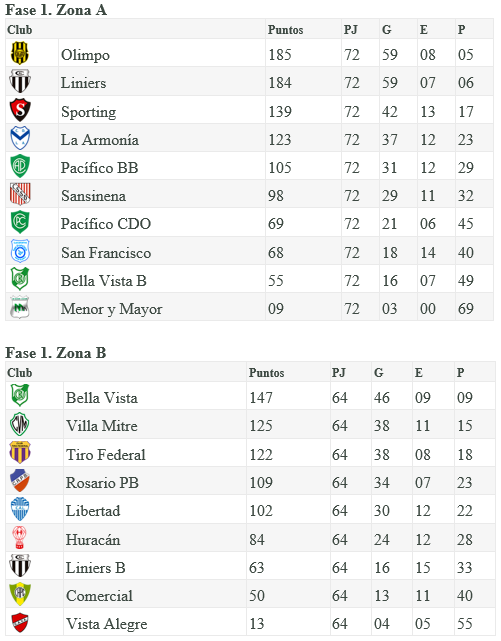 Fase 1. Zona A
Club Puntos PJ G E P
Olimpo 185 72 59 08 05
Liniers 184 72 59 07 06
Sporting 139 72 42 13 17
La Armonía 123 72 37 12 23
Pacífico BB 105 72 31 12 29
Sansinena 98 72 29 11 32
Pacífico CDO 69 72 21 06 45
San Francisco 68 72 18 14 40
Bella Vista B 55 72 16 07 49
Menor y Mayor 09 72 03 00 69
Fase 1. Zona B
Club Puntos PJ G E P
Bella Vista 147 64 46 09 09
Villa Mitre 125 64 38 11 15
Tiro Federal 122 64 38 08 18
Rosario PB 109 64 34 07 23
Libertad 102 64 30 12 22
Huracán 84 64 24 12 28
Liniers B 63 64 16 15 33
Comercial 50 64 13 11 40
Vista Alegre 13 64 04 05 55